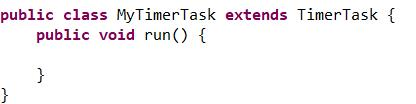 public class MyTimerTask extends TimerTask {
    public void run() {
    }
}